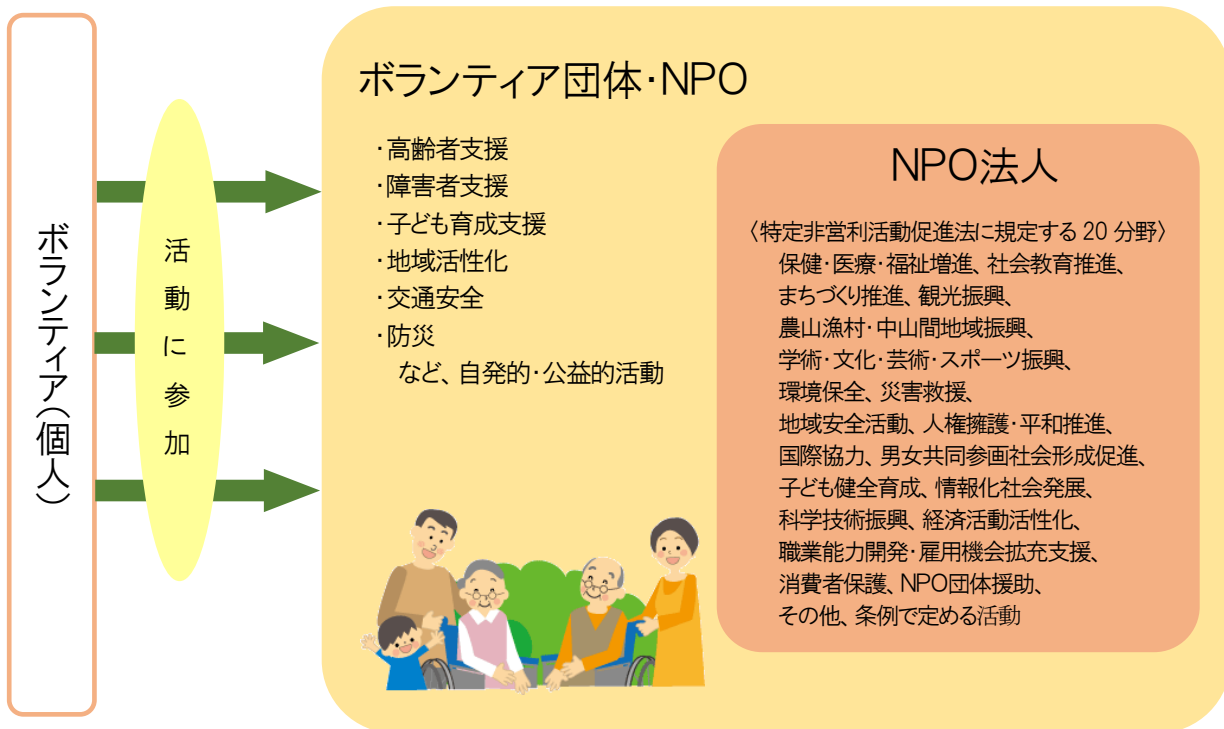 ボランティア（個人）
活動に参加
ボランティア団体・NPO
・高齢者支援
・障害者支援
・子ども育成支援
・地域活性化
・交通安全
・防災
など、自発的・公益的活動
NPO法人
〈特定非営利活動促進法に規定する 20 分野〉
保健・医療・福祉増進、社会教育推進、
まちづくり推進、観光振興、
農山漁村・中山間地域振興、
学術・文化・芸術・スポーツ振興、
環境保全、災害救援、
地域安全活動、人権擁護・平和推進、
国際協力、男女共同参画社会形成促進、
子ども健全育成、情報化社会発展、
科学技術振興、経済活動活性化、
職業能力開発・雇用機会拡充支援、
消費者保護、NPO団体援助、
その他、条例で定める活動